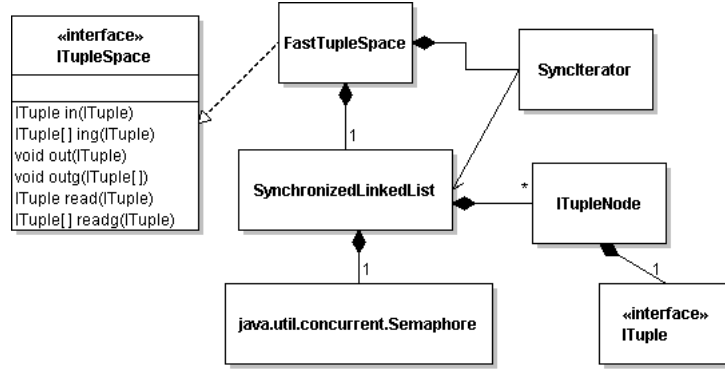 «interface»
ITupleSpace
ITuple in(ITuple)
ITuple[] ing(ITuple)
void out(ITuple)
void outg(ITuple[])
ITuple read(ITuple)
ITuple[] readg(ITuple)
FastTupleSpace
SyncIterator
1
SynchronizedLinkedList
*
ITupleNode
1
java.util.concurrent.Semaphore
1
«interface»
ITuple